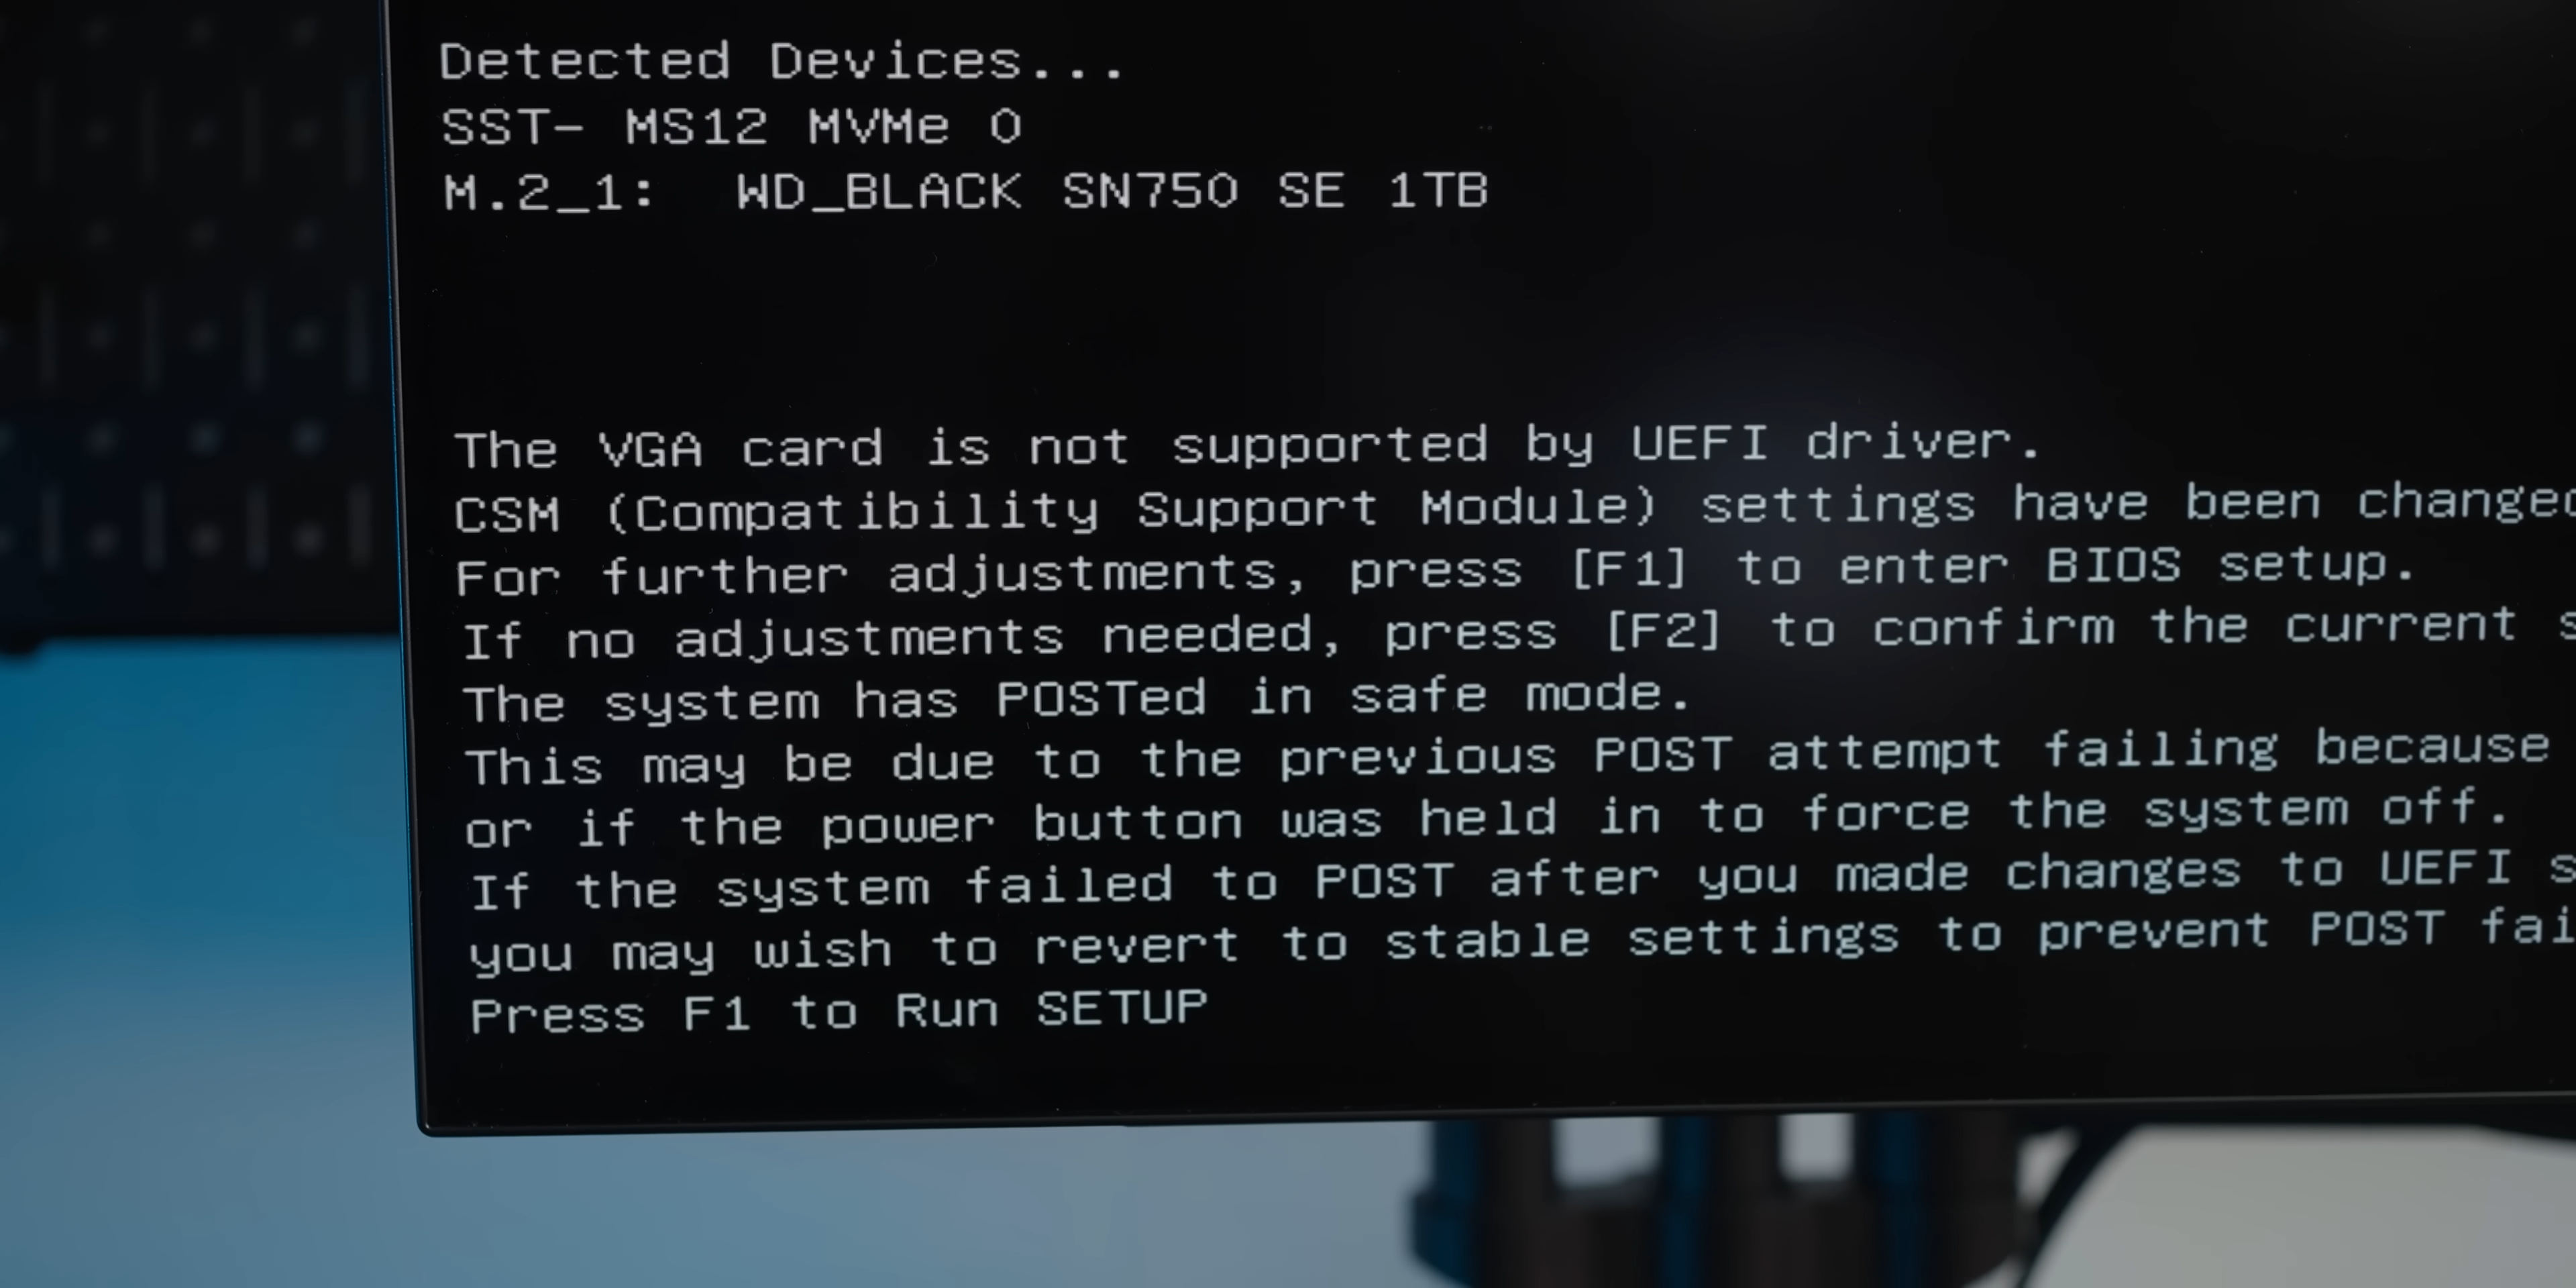 Detected Devices...
SST- MS12 MVMe 0
M.2_1: WD_BLACK SN750 SE 1TB
The VGA card is not supported by UEFI driver.
CSM (Compatibility Support Module) settings have been changed
For further adjustments, press [F1] to enter BIOS setup.
If no adjustments needed, press [F2] to confirm the current
The system has POSTed in safe mode.
This may be due to the previous POST attempt failing because
or if the power button was held in to force the system off.
If the system failed to POST after you made changes to UEFI
you may wish to revert to stable settings to prevent POST
Press F1 to Run SETUP